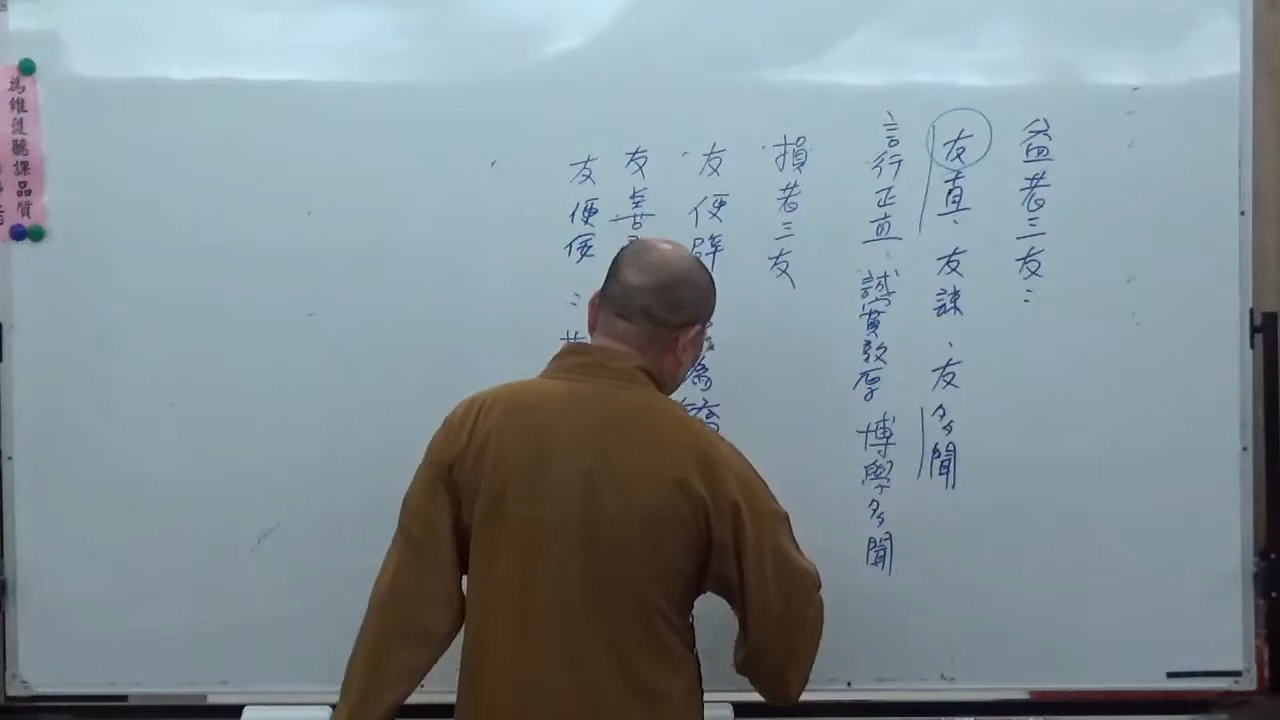 益者三友：
友直、友諒、友多聞
言行正直 誠實敦厚 博學多聞
損者三友
友便辟
友善
友便佞：
為維護聽課品質